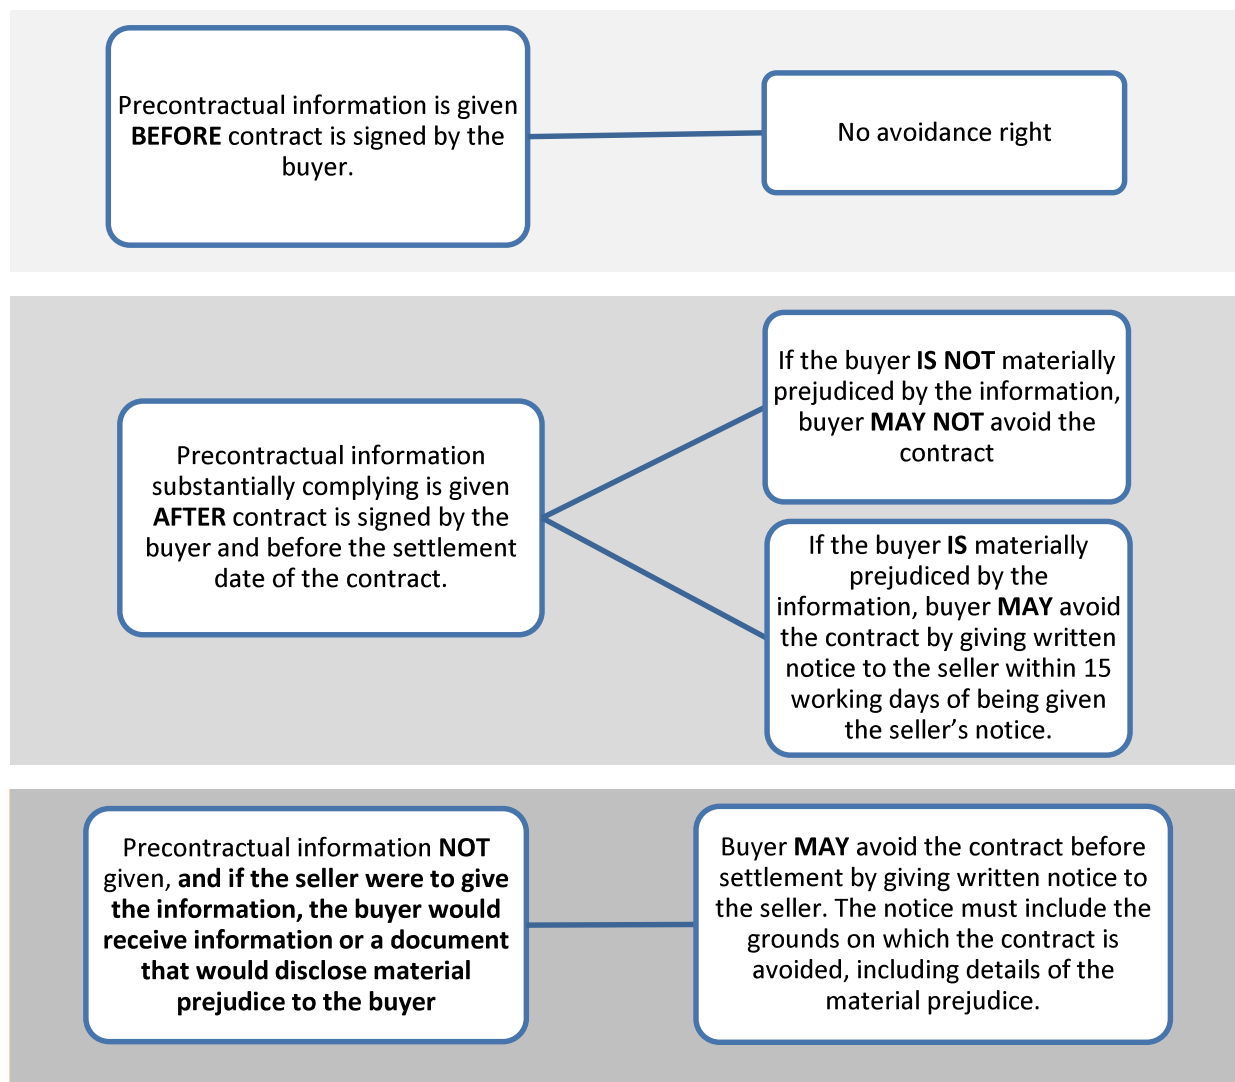 Precontractual information is given
BEFORE contract is signed by the
buyer.
No avoidance right
Precontractual information
substantially complying is given
AFTER contract is signed by the
buyer and before the settlement
date of the contract.
If the buyer IS NOT materially
prejudiced by the information,
buyer MAY NOT avoid the
contract
If the buyer IS materially
prejudiced by the
information, buyer MAY avoid
the contract by giving written
notice to the seller within 15
working days of being given
the seller’s notice.
Precontractual information NOT
given, and if the seller were to give
the information, the buyer would
receive information or a document
that would disclose material
prejudice to the buyer
Buyer MAY avoid the contract before
settlement by giving written notice to
the seller. The notice must include the
grounds on which the contract is
avoided, including details of the
material prejudice.